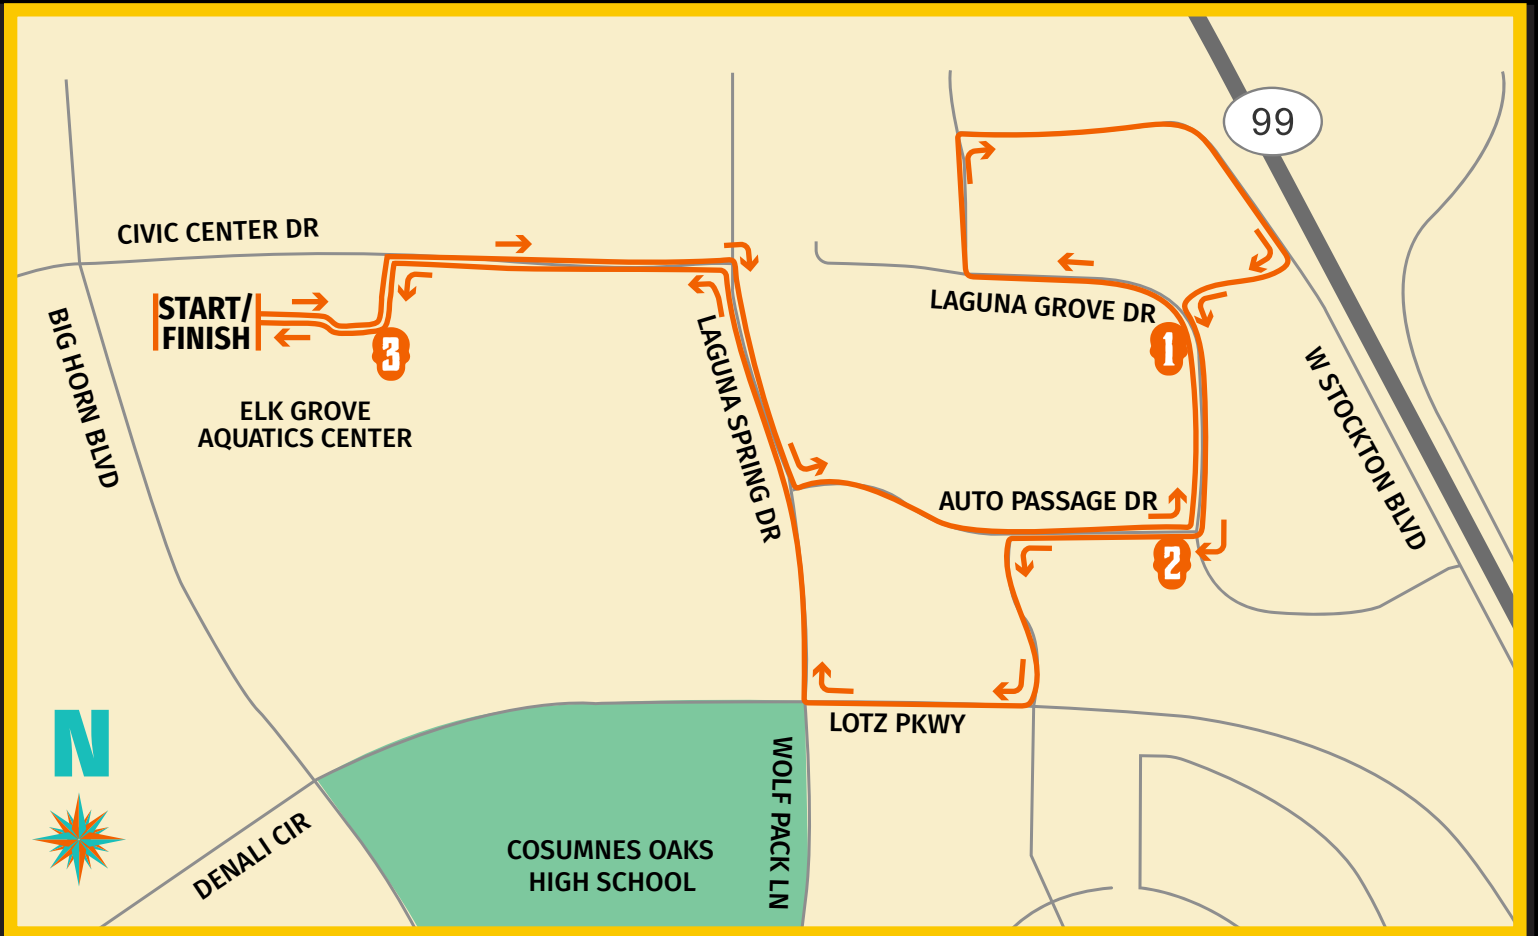 99
CIVIC CENTER DR
START/
FINISH
LAGUNA GROVE DR
1
3
BIG HORN BLVD
ELK GROVE
AQUATICS CENTER
LAGUNA SPRING DR
W STOCKTON BLVD
AUTO PASSAGE DR
2
LOTZ PKWY
N
WOLF PACK LN
DENALI CIR
COSUMNES OAKS
HIGH SCHOOL